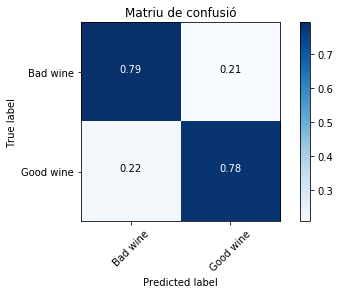 Matriu de confusió
True label
Bad wine
0.79 0.21
Good wine
0.22 0.78
Bad wine Good wine
Predicted label
0.7
0.6
0.5
0.4
0.3